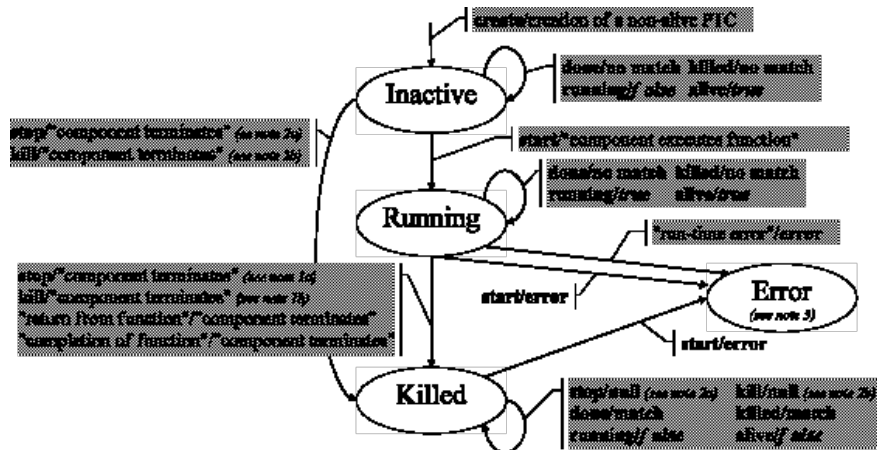 create/creation of a non-alive PTC
Inactive
done/no match killed/no match
running/false alive/true
stop/"component terminates" (see note 2a)
kill/"component terminates" (see note 2b)
start/"component executes function"
done/no match killed/no match
running/true alive/true
Running
"run-time error"/error
stop/"component terminates" (see note 1a)
kill/"component terminates" (see note 1b)
"return from function"/"component terminates"
"completion of function"/"component terminates"
start/error
Error
(see note 3)
start/error
Killed
stop/null (see note 2a) kill/null (see note 2b)
done/match killed/match
running/false alive/false